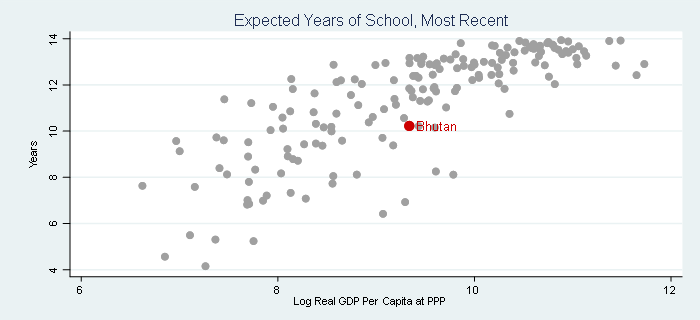 Expected Years of School, Most Recent
14
12
10
8
6
4
Years
Bhutan
6
8
10
12
Log Real GDP Per Capita at PPP